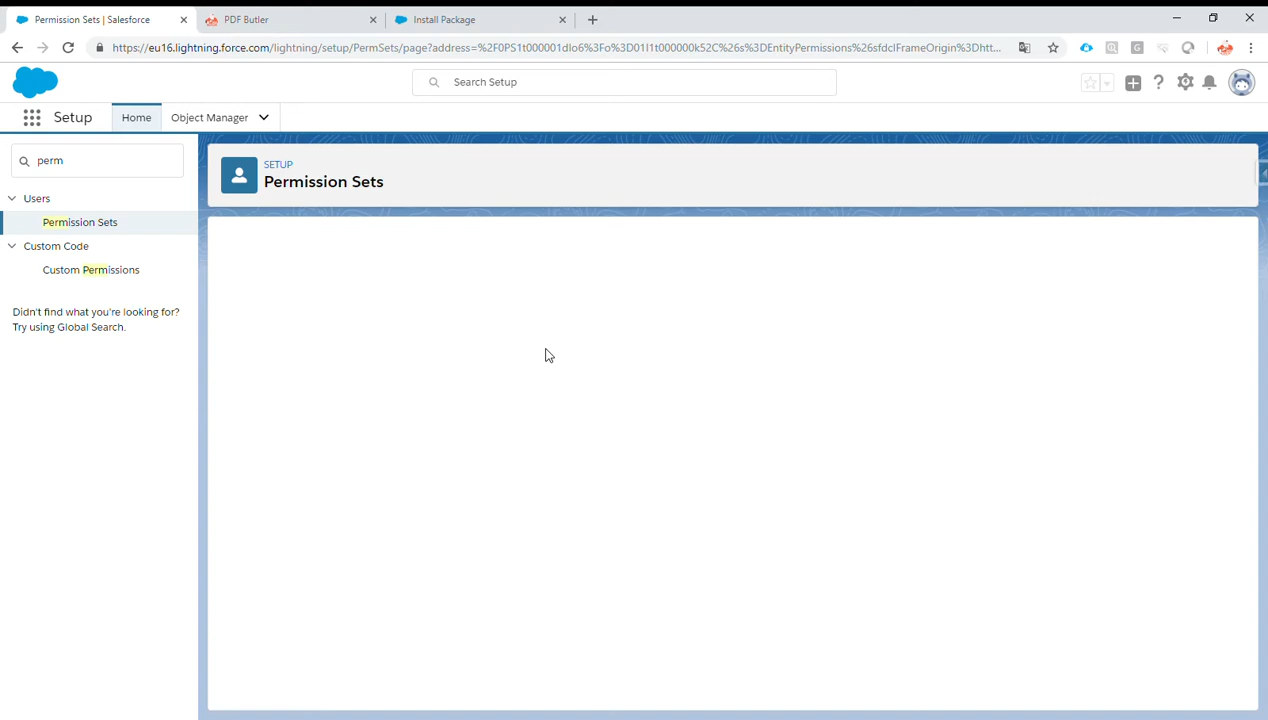 Permission Sets | Salesforce
PDF Butler
Install Package
https://eu16.lightning.force.com/lightning/setup/PermSets/page?address=%2F0PS1t000001dIo6%3Fo%3D01I1t000000k52C%26s%3DEntityPermissions%26sfdcIFrameOrigin%3Dhtt...
Search Setup
Setup
Home
Object Manager
perm
SETUP
Permission Sets
Users
Permission Sets
Custom Code
Custom Permissions
Didn't find what you're looking for?
Try using Global Search.